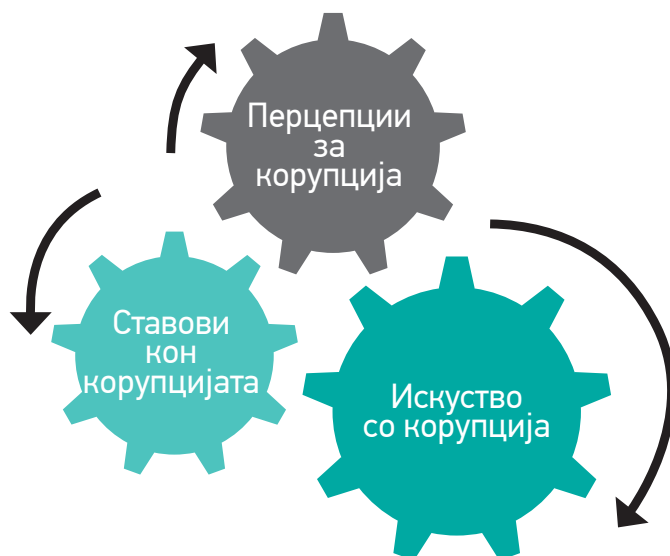 Перцепции
за
корупција
Ставови
кон
корупцијата
Искуство
со корупција